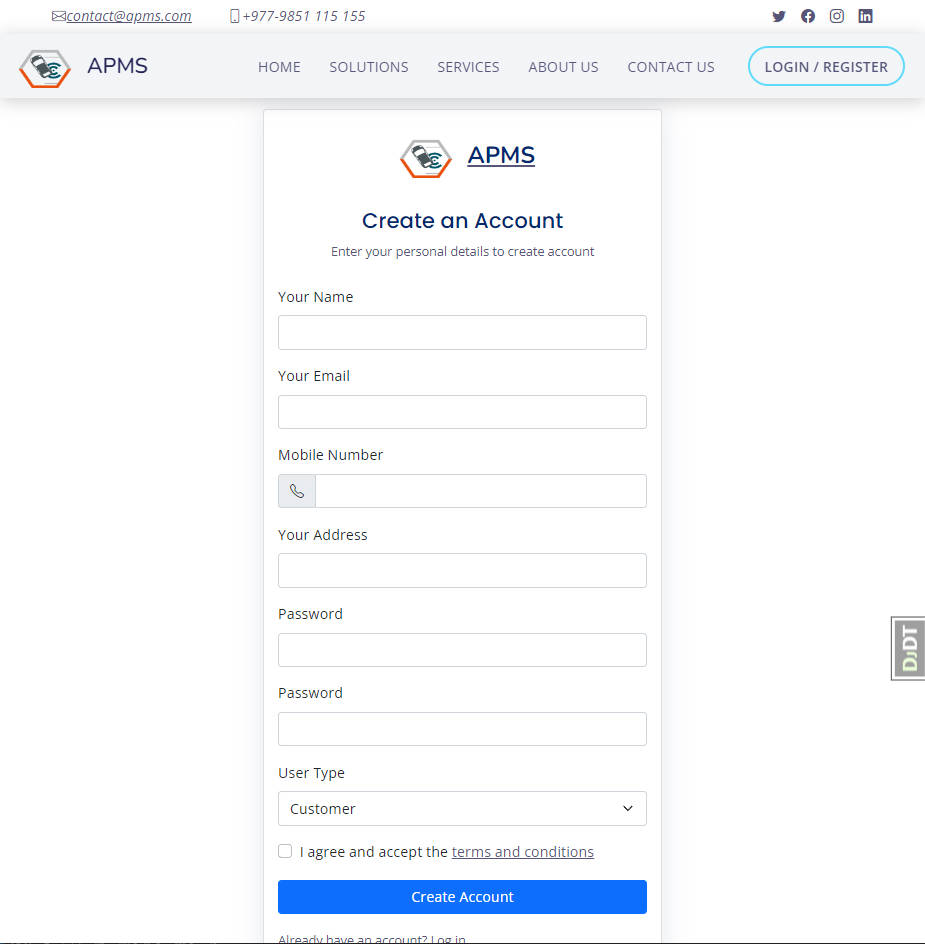 contact@apms.com +977-9851 115 155
APMS HOME SOLUTIONS SERVICES ABOUT US CONTACT US LOGIN / REGISTER
APMS
Create an Account
Enter your personal details to create account
Your Name
Your Email
Mobile Number
Your Address
DJDT
Password
Password
User Type
Customer
I agree and accept the terms and conditions
Create Account
Already have an account? Log in